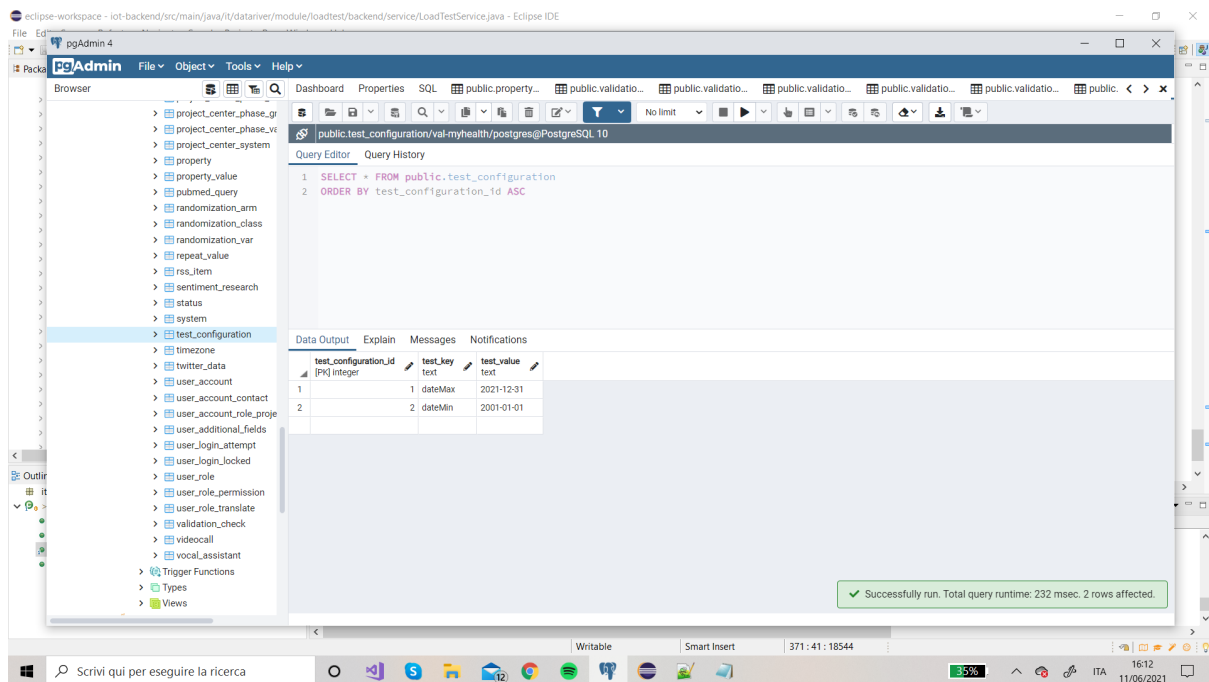 eclipse-workspace - iot-backend/src/main/java/it/datariver/module/loadtest/backend/service/LoadTestService.java - Eclipse IDE
pgAdmin 4
pgAdmin File Object Tools Help
Browser
Dashboard Properties SQL public.property... public.validatio... public.validatio... public.validatio... public.validatio... public.validatio... public.
No limit
public.test_configuration/val-myhealth/postgres@PostgreSQL 10
Query Editor Query History
1 SELECT * FROM public.test_configuration
2 ORDER BY test_configuration_id ASC
project_center_phase_gr
project_center_phase_va
project_center_system
property
property_value
pubmed_query
randomization_arm
randomization_class
randomization_var
repeat_value
rss_item
sentiment_research
status
system
test_configuration
timezone
twitter_data
user_account
user_account_contact
user_account_role_proje
user_additional_fields
user_login_attempt
user_login_locked
user_role
user_role_permission
user_role_translate
validation_check
videocall
vocal_assistant
Trigger Functions
Types
Views
Data Output Explain Messages Notifications
test_configuration_id test_key test_value
[PK] integer text text
1 1 dateMax 2021-12-31
2 2 dateMin 2001-01-01
Successfully run. Total query runtime: 232 msec. 2 rows affected.
File Ed
Packa
Outlin
it
Writable Smart Insert 371 : 41 : 18544
Scrivi qui per eseguire la ricerca
12
35%
ITA
16:12
11/06/2021